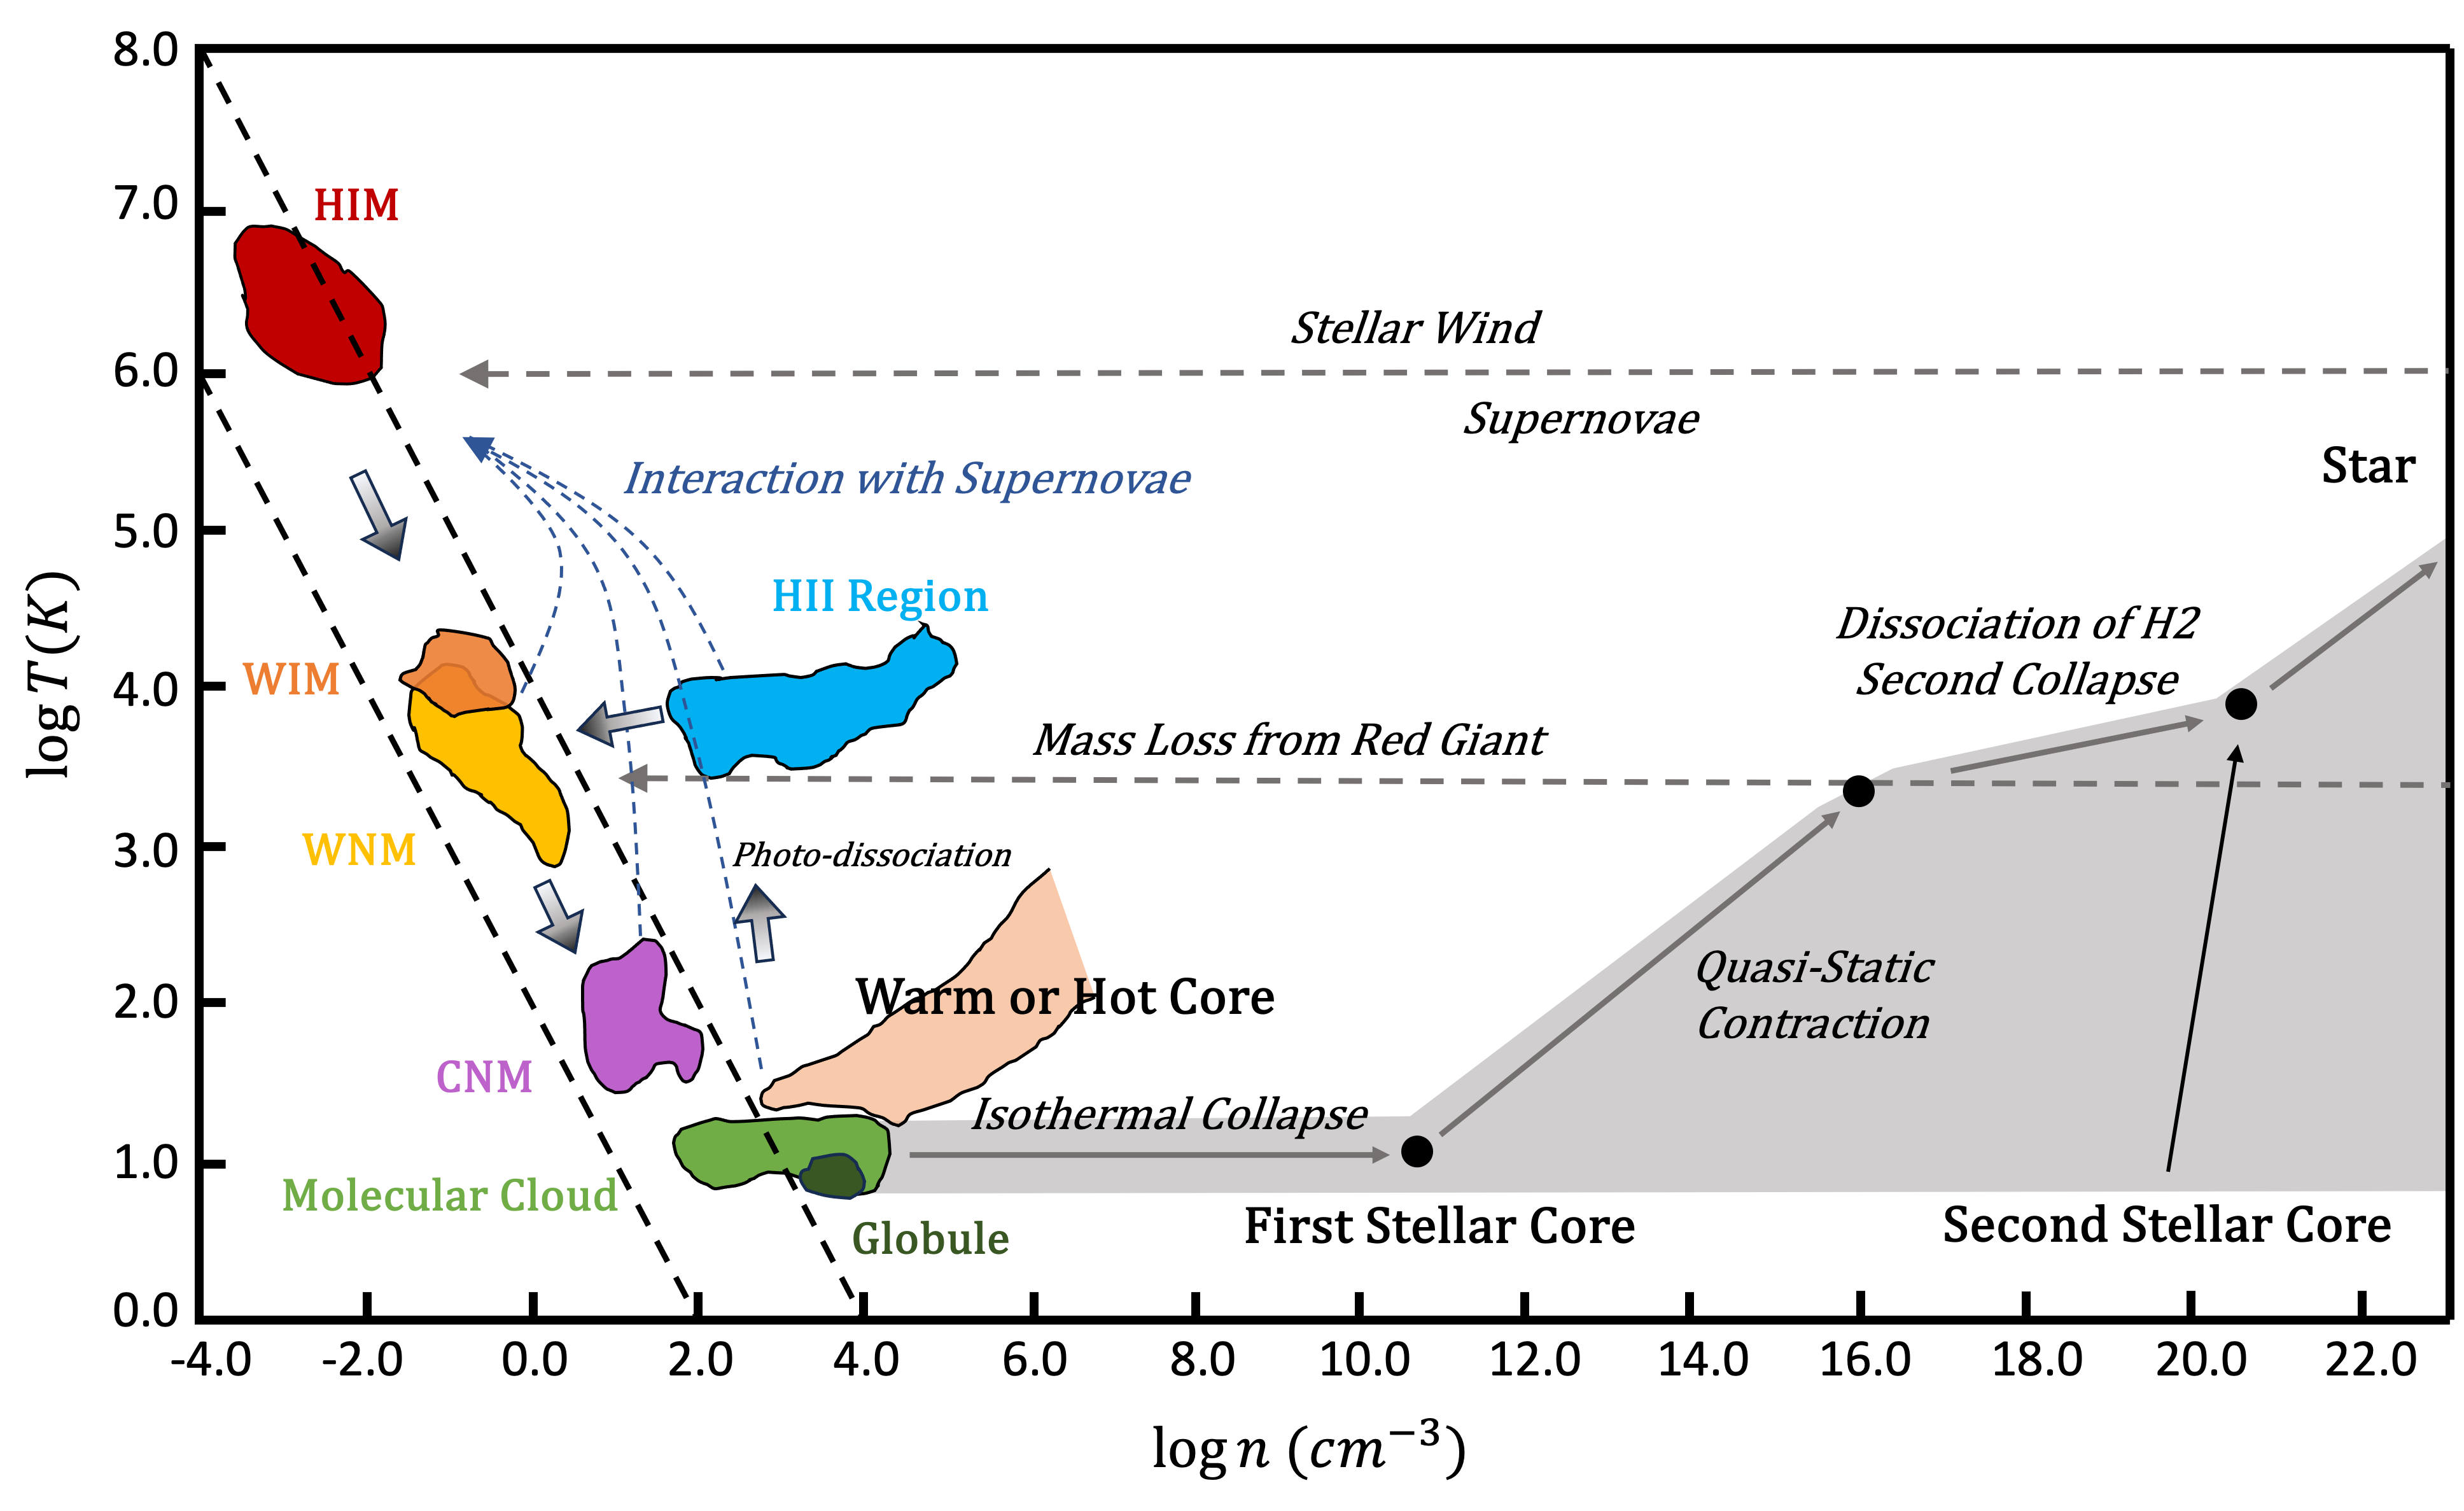 8.0
7.0
HIM
Stellar Wind
6.0
Supernovae
Star
Interaction with Supernovae
5.0
HII Region
Dissociation of H2
Second Collapse
WIM
4.0
log T(K)
Mass Loss from Red Giant
WNM
3.0
Photo-dissociation
Quasi-Static
Contraction
2.0
Warm or Hot Core
CNM
Isothermal Collapse
1.0
Molecular Cloud
Globule
First Stellar Core
Second Stellar Core
0.0
-4.0 -2.0 0.0 2.0 4.0 6.0 8.0 10.0 12.0 14.0 16.0 18.0 20.0 22.0
log n (cm⁻³)